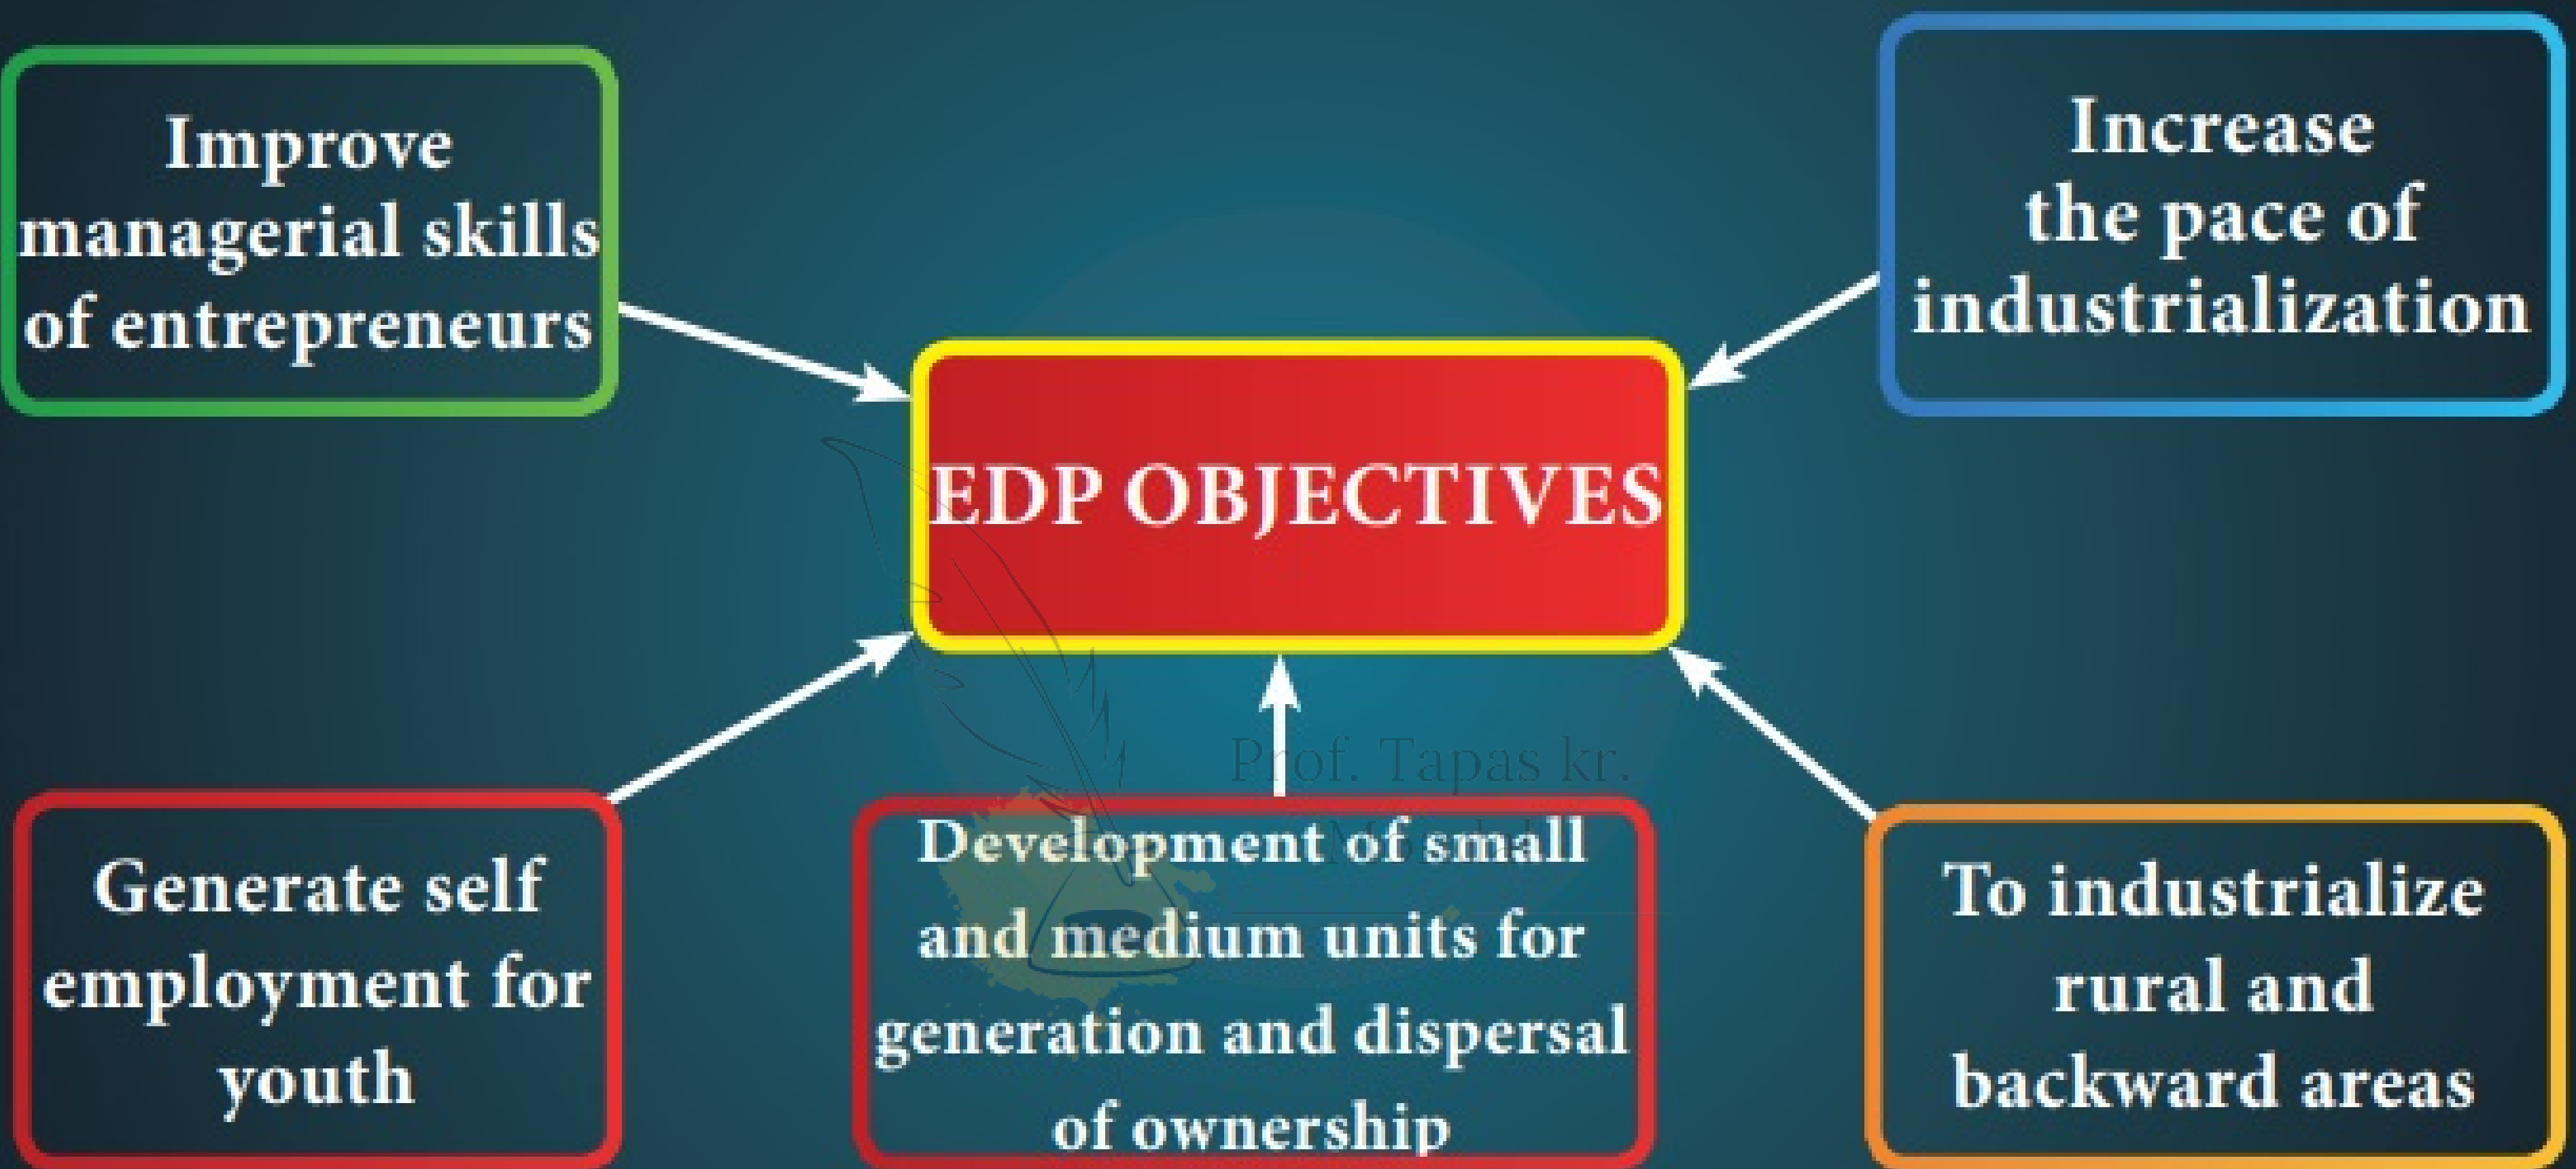 Improve
managerial skills
of entrepreneurs
Increase
the pace of
industrialization
EDP OBJECTIVES
Generate self
employment for
youth
Prof. Tapas kr.
Development of small
and medium units for
generation and dispersal
of ownership
To industrialize
rural and
backward areas